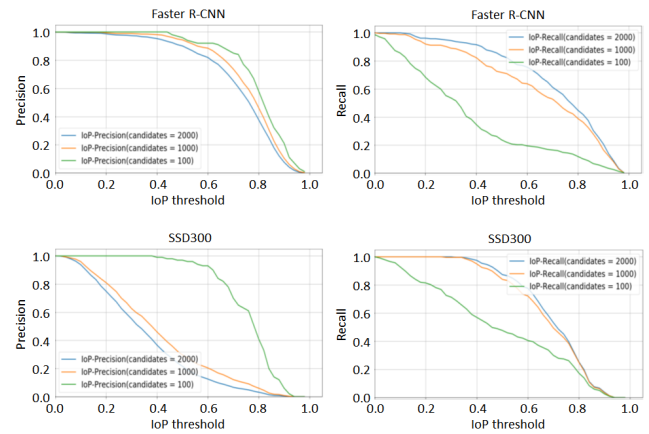 Faster R-CNN
Precision
1.0
0.8
0.6
0.4
0.2
0.0
IoP-Precision(candidates = 2000)
IoP-Precision(candidates = 1000)
IoP-Precision(candidates = 100)
0.0 0.2 0.4 0.6 0.8 1.0
IoP threshold
Faster R-CNN
Recall
1.0
0.8
0.6
0.4
0.2
0.0
IoP-Recall(candidates = 2000)
IoP-Recall(candidates = 1000)
IoP-Recall(candidates = 100)
0.0 0.2 0.4 0.6 0.8 1.0
IoP threshold
SSD300
Precision
1.0
0.8
0.6
0.4
0.2
0.0
IoP-Precision(candidates = 2000)
IoP-Precision(candidates = 1000)
IoP-Precision(candidates = 100)
0.0 0.2 0.4 0.6 0.8 1.0
IoP threshold
SSD300
Recall
1.0
0.8
0.6
0.4
0.2
0.0
IoP-Recall(candidates = 2000)
IoP-Recall(candidates = 1000)
IoP-Recall(candidates = 100)
0.0 0.2 0.4 0.6 0.8 1.0
IoP threshold